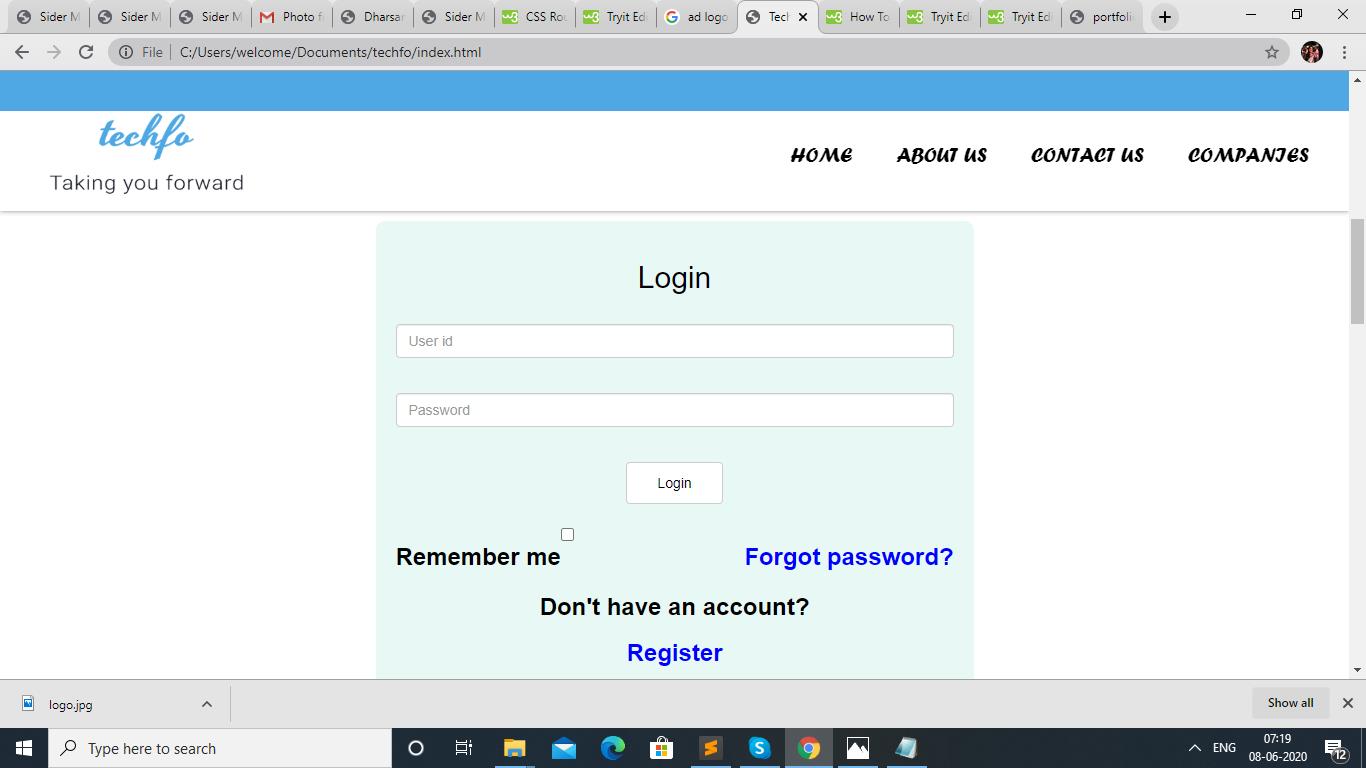 Sider M
Sider M
Sider M
Photo f
Dharsa
Sider M
CSS Rou
Tryit Ed
ad logo
Tech
How To
Tryit Ed
Tryit Ed
portfoli
File C:/Users/welcome/Documents/techfo/index.html
techfo
Taking you forward
HOME ABOUT US CONTACT US COMPANIES
Login
User id
Password
Login
Remember me Forgot password?
Don't have an account?
Register
logo.jpg Show all
Type here to search
ENG
07:19
08-06-2020
12